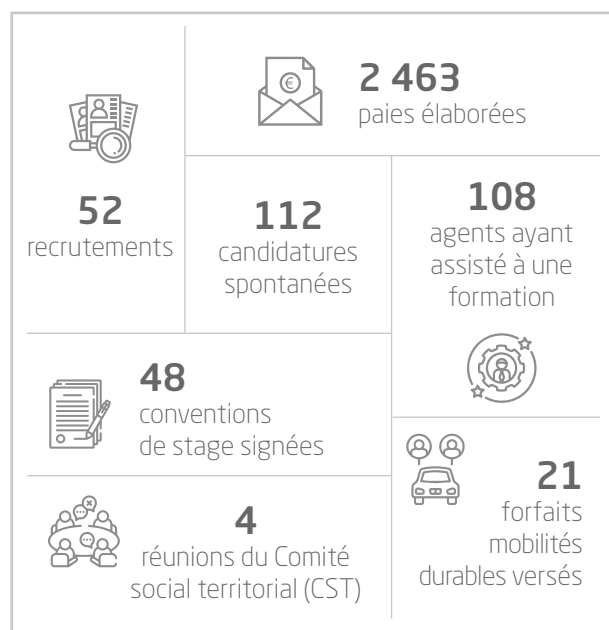 52
recrutements
2 463
paies élaborées
112
candidatures
spontanées
108
agents ayant
assisté à une
formation
48
conventions
de stage signées
21
forfaits
mobilités
durables versés
4
réunions du Comité
social territorial (CST)